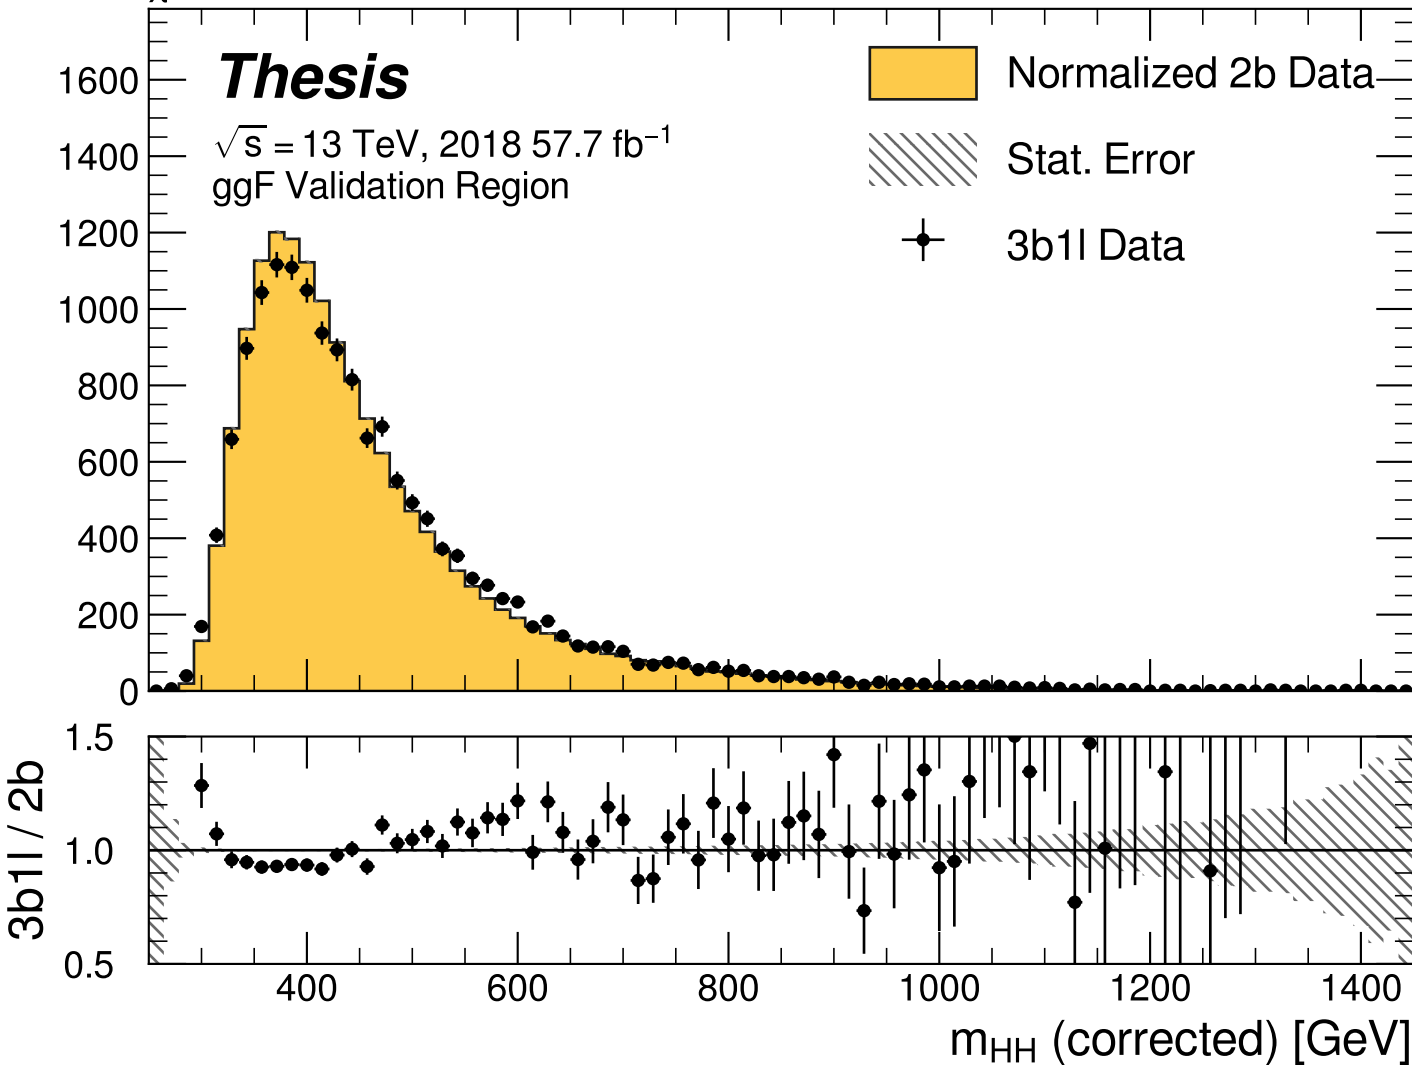 Thesis
√s = 13 TeV, 2018 57.7 fb⁻¹
ggF Validation Region
Normalized 2b Data
Stat. Error
3b1l Data
1600
1400
1200
1000
800
600
400
200
0
3b1l / 2b
1.5
1.0
0.5
400 600 800 1000 1200 1400
m_HH (corrected) [GeV]